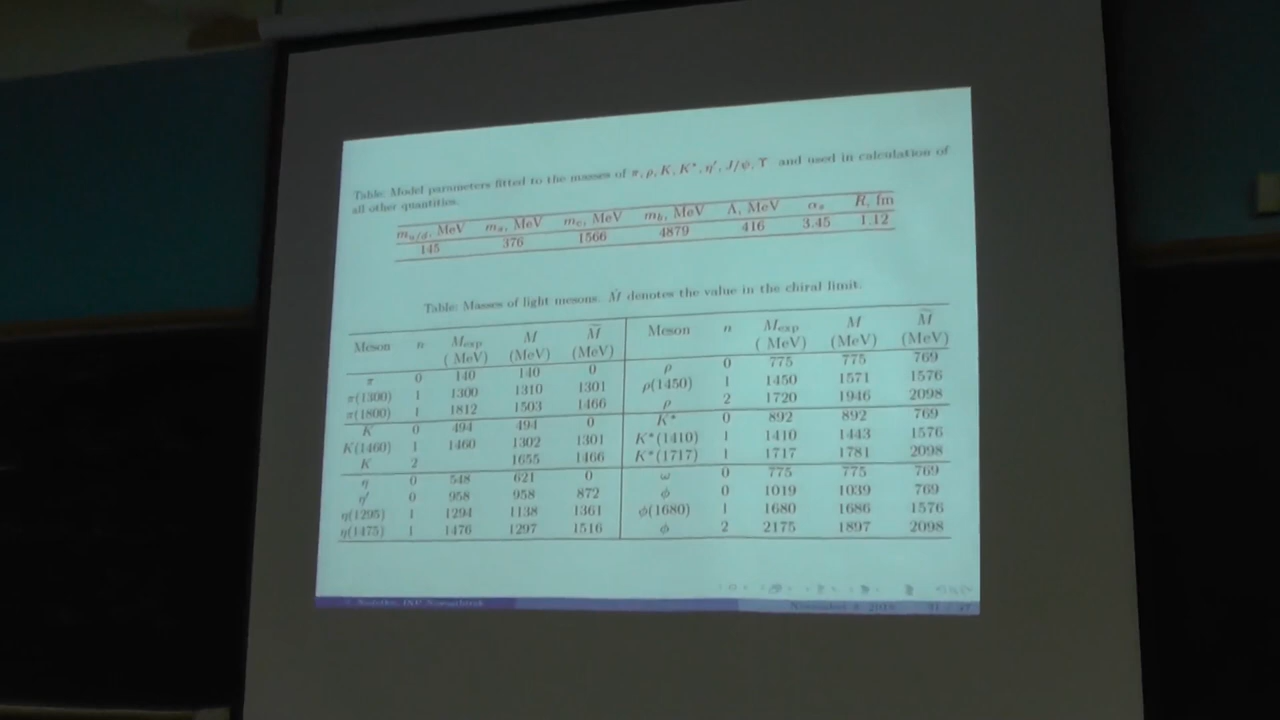 Table: Model parameters fitted to the masses of π, ρ, K, K*, η′, J/ψ, ϒ and used in calculation of
all other quantities.
m_u/d, MeV m_s, MeV m_c, MeV m_b, MeV Λ, MeV α_s R, fm
145 376 1566 4879 416 3.45 1.12
Table: Masses of light mesons. M̃ denotes the value in the chiral limit.
Meson n M_exp M M̃ Meson n M_exp M M̃
( MeV) (MeV) (MeV) ( MeV) (MeV) (MeV)
π 0 140 140 0 ρ 0 775 775 769
π(1300) 1 1300 1310 1301 ρ(1450) 1 1450 1571 1576
π(1800) 1 1812 1503 1466 ρ 2 1720 1946 2098
K 0 494 494 0 K* 0 892 892 769
K(1460) 1 1460 1302 1301 K*(1410) 1 1410 1443 1576
K 2 1655 1466 K*(1717) 1 1717 1781 2098
η 0 548 621 0 ω 0 775 775 769
η′ 0 958 958 872 ϕ 0 1019 1039 769
η(1295) 1 1294 1138 1361 ϕ(1680) 1 1680 1686 1576
η(1475) 1 1476 1297 1516 ϕ 2 2175 1897 2098